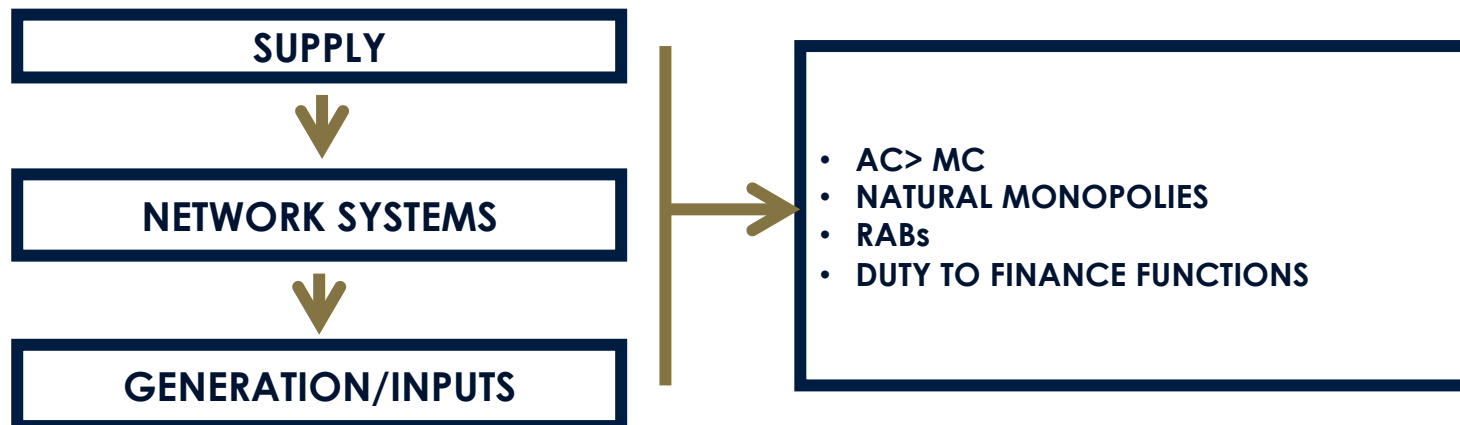 SUPPLY
NETWORK SYSTEMS
GENERATION/INPUTS
• AC> MC
• NATURAL MONOPOLIES
• RABs
• DUTY TO FINANCE FUNCTIONS